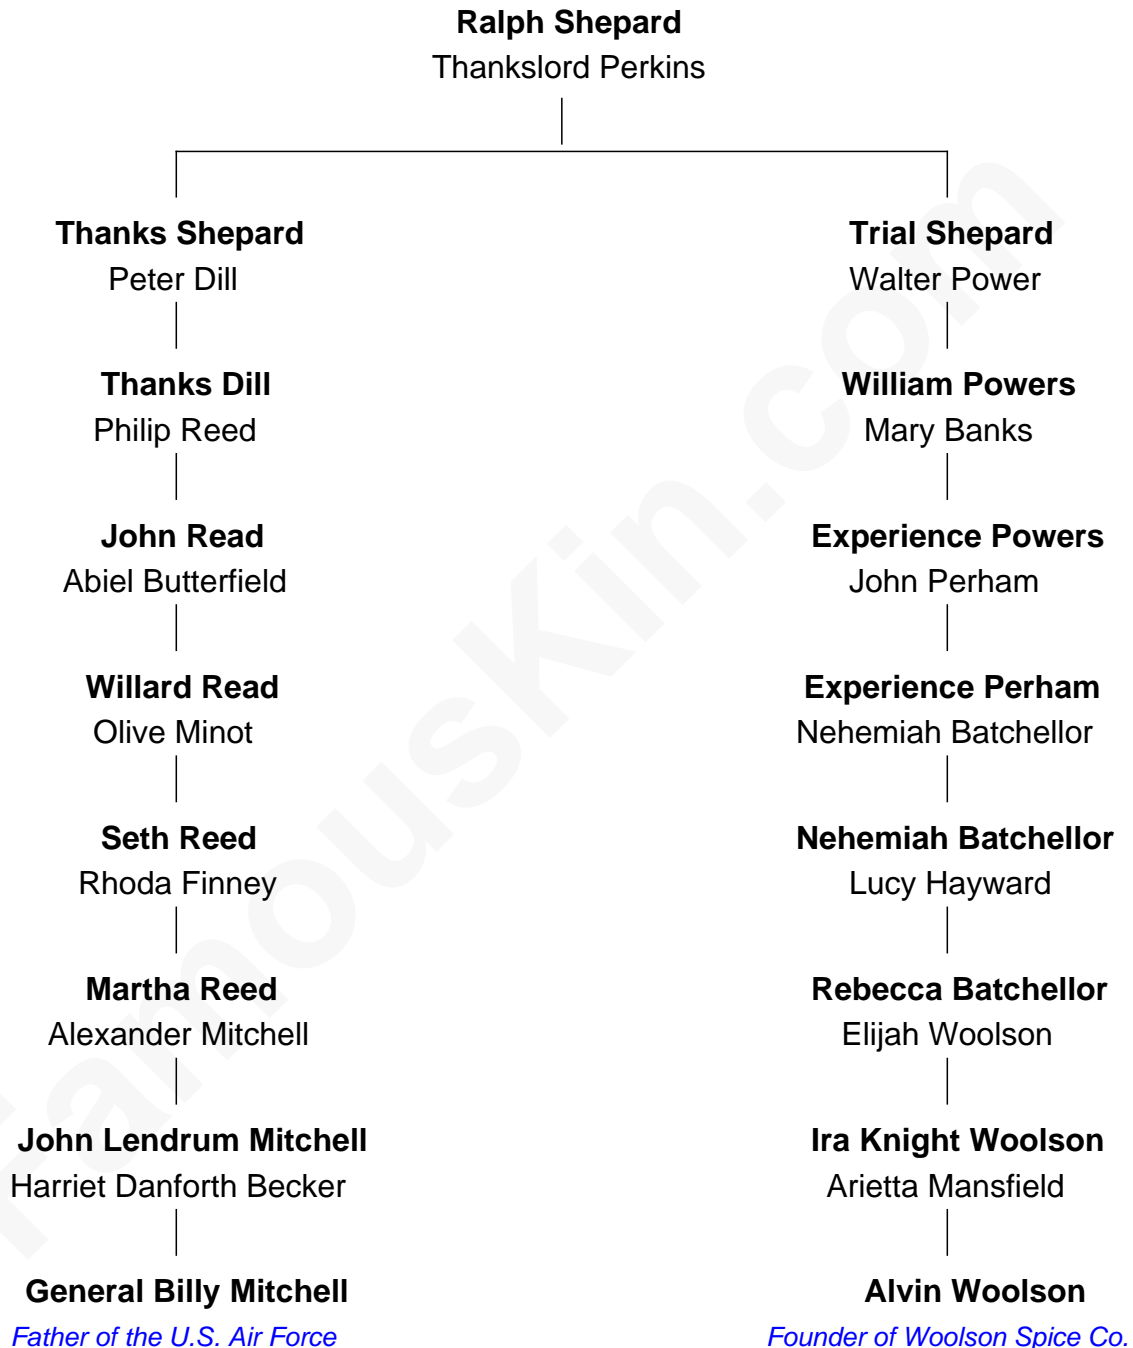 Ralph Shepard
Thankslord Perkins
Thanks Shepard
Peter Dill
Thanks Dill
Philip Reed
John Read
Abiel Butterfield
Willard Read
Olive Minot
Seth Reed
Rhoda Finney
Martha Reed
Alexander Mitchell
John Lendrum Mitchell
Harriet Danforth Becker
General Billy Mitchell
Father of the U.S. Air Force
Trial Shepard
Walter Power
William Powers
Mary Banks
Experience Powers
John Perham
Experience Perham
Nehemiah Batchellor
Nehemiah Batchellor
Lucy Hayward
Rebecca Batchellor
Elijah Woolson
Ira Knight Woolson
Arietta Mansfield
Alvin Woolson
Founder of Woolson Spice Co.
FamousKin.com